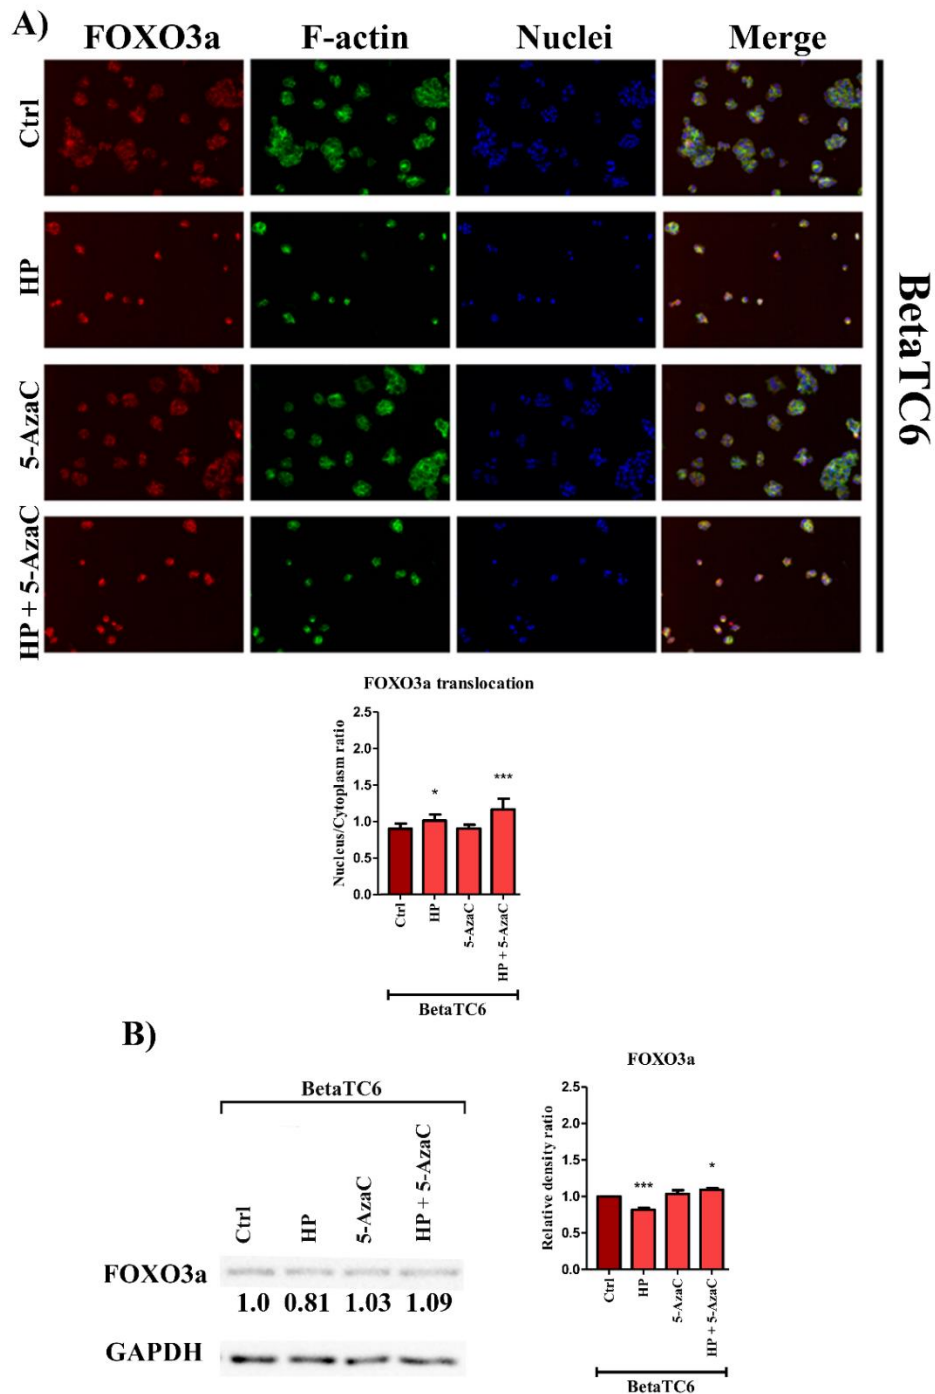 A)
FOXO3a F-actin Nuclei Merge
Ctrl
HP
5-AzaC
HP + 5-AzaC
BetaTC6
FOXO3a translocation
Nucleus/Cytoplasm ratio
2.5
2.0
1.5
1.0
0.5
0.0
* ***
Ctrl HP 5-AzaC HP + 5-AzaC
BetaTC6
B)
BetaTC6
Ctrl HP 5-AzaC HP + 5-AzaC
FOXO3a
1.0 0.81 1.03 1.09
GAPDH
FOXO3a
Relative density ratio
2.5
2.0
1.5
1.0
0.5
0.0
*** *
Ctrl HP 5-AzaC HP + 5-AzaC
BetaTC6